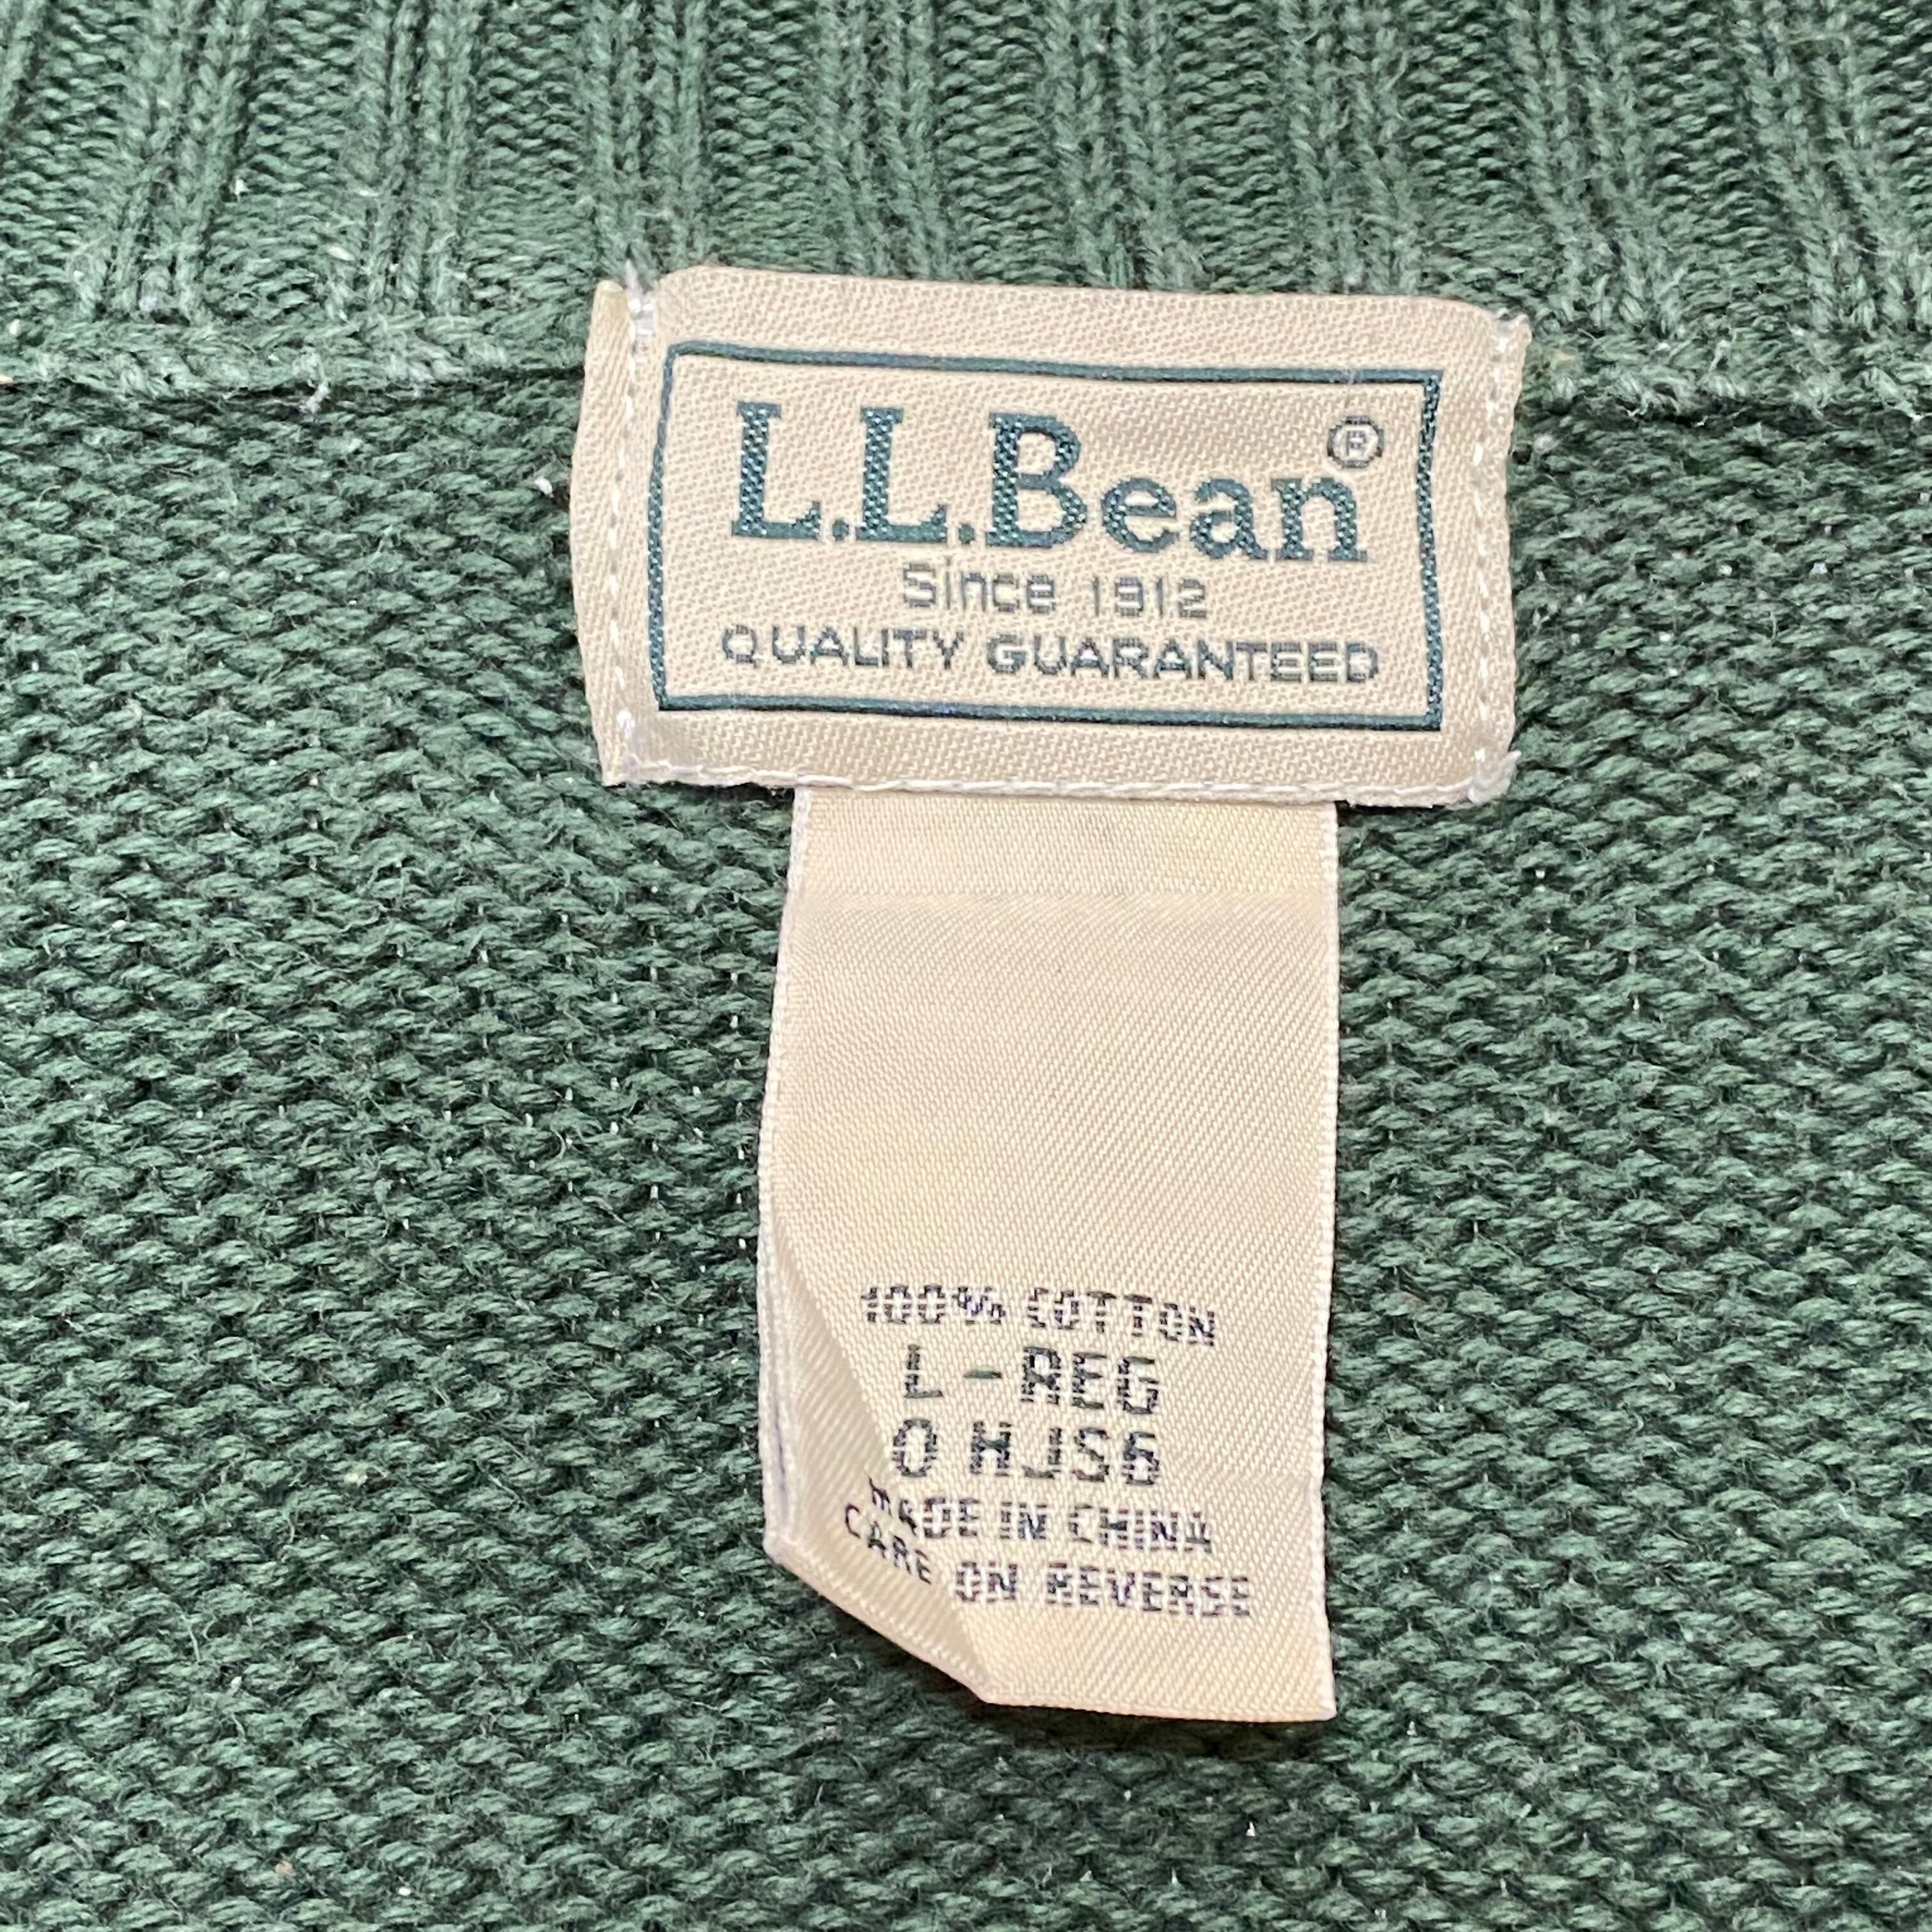 L.L.Bean®
Since 1912
QUALITY GUARANTEED
100% COTTON
L - REG
0 HJS6
MADE IN CHINA
CARE ON REVERSE